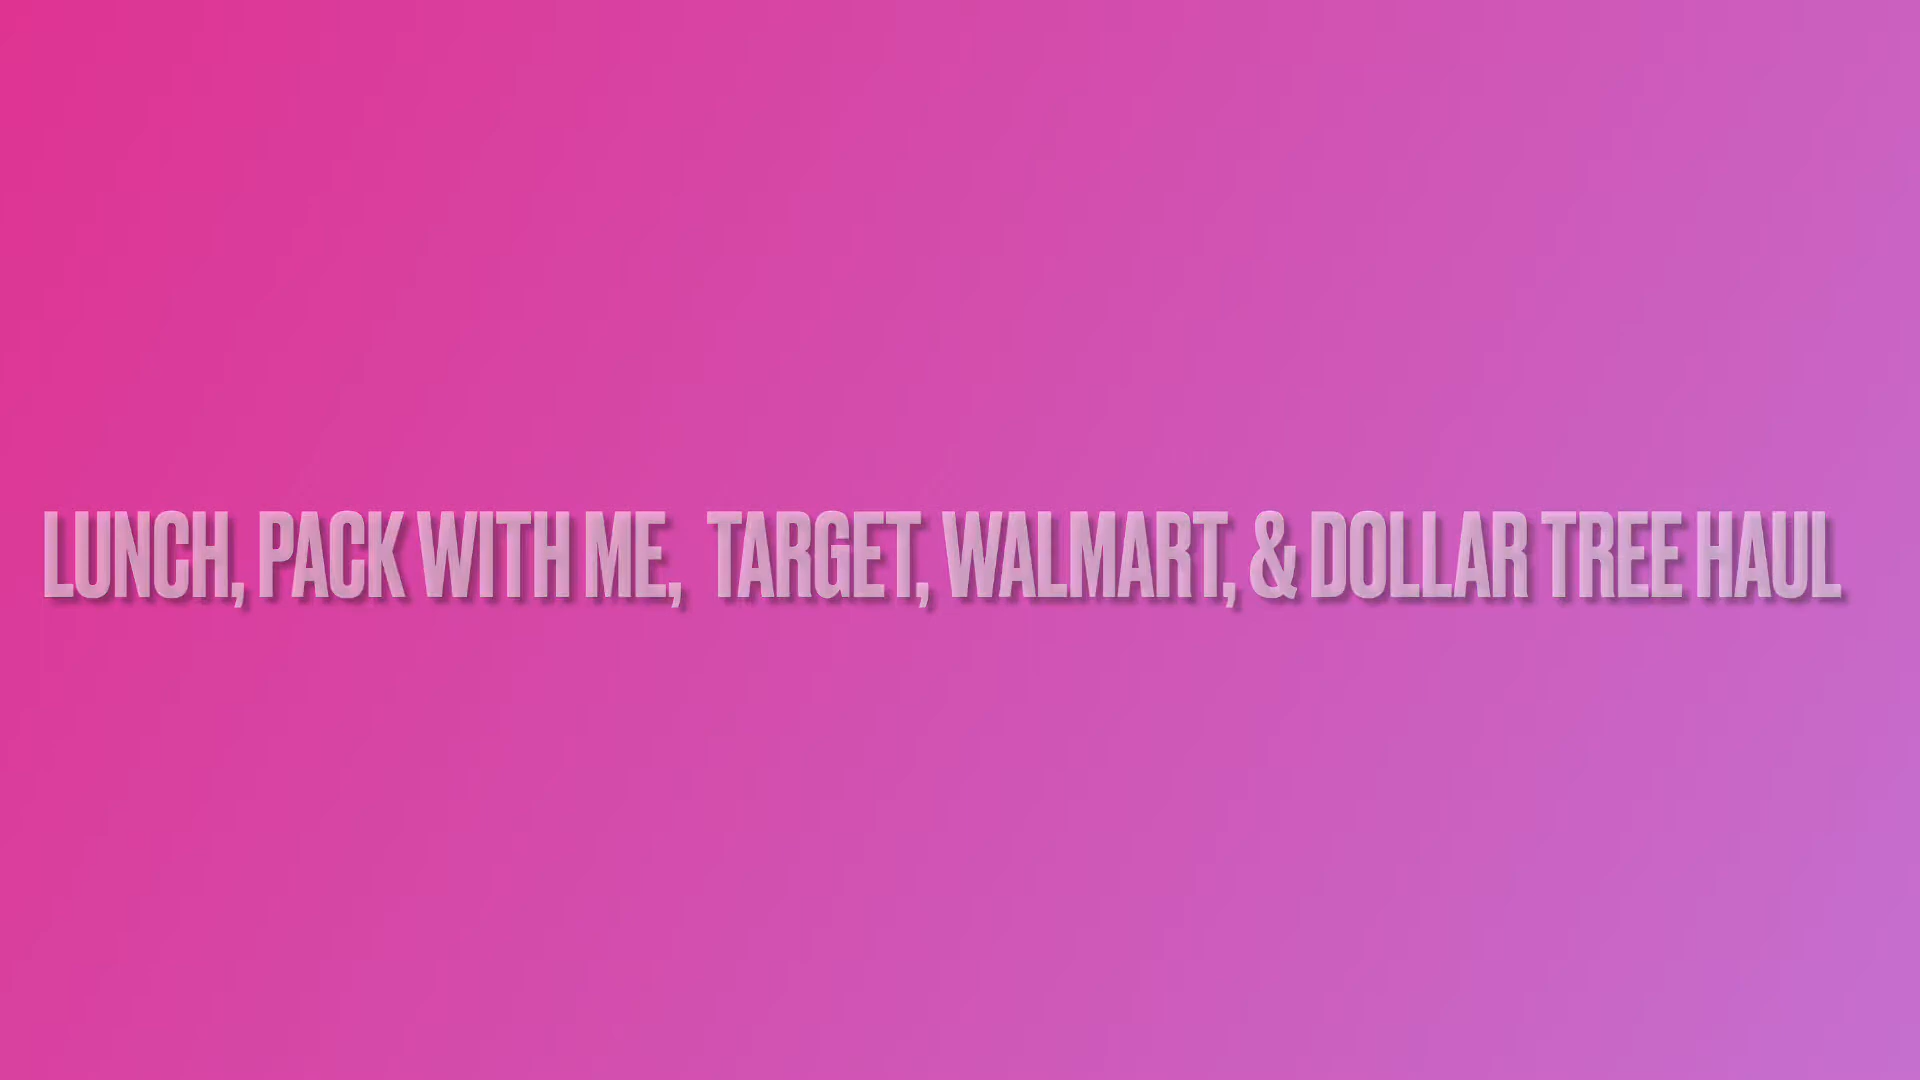 LUNCH, PACK WITH ME, TARGET, WALMART, & DOLLAR TREE HAUL